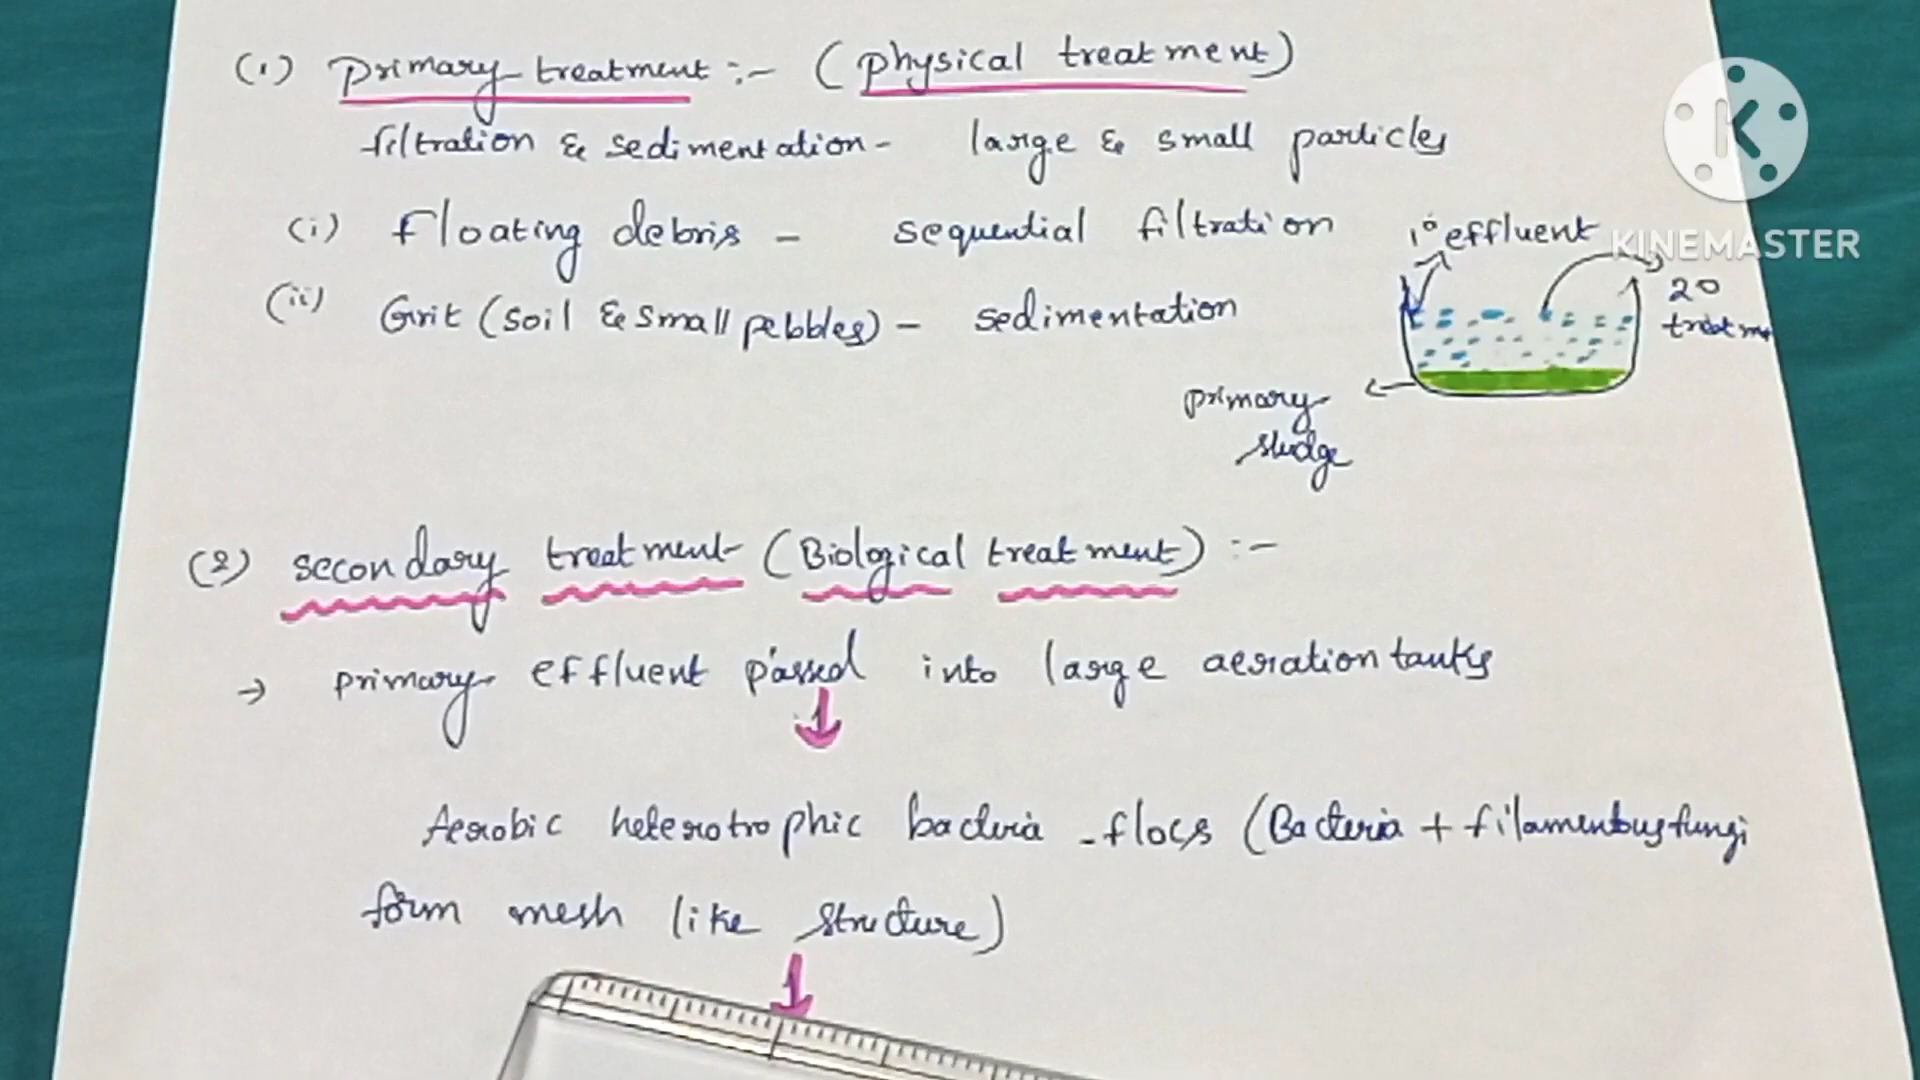 (1) primary treatment :- (physical treatment)
filtration & sedimentation - large & small particles
(i) Floating debris - sequential filtration
(ii) Grit (soil & small pebbles) - sedimentation
1° effluent
20
treatme
primary
sludge
KINEMASTER
(2) secondary treatment (Biological treatment) :-
→ primary effluent passed into large aeration tanks
Aerobic heterotrophic bacteria - flocs (Bacteria + filamentous fungi
form mesh like structure)